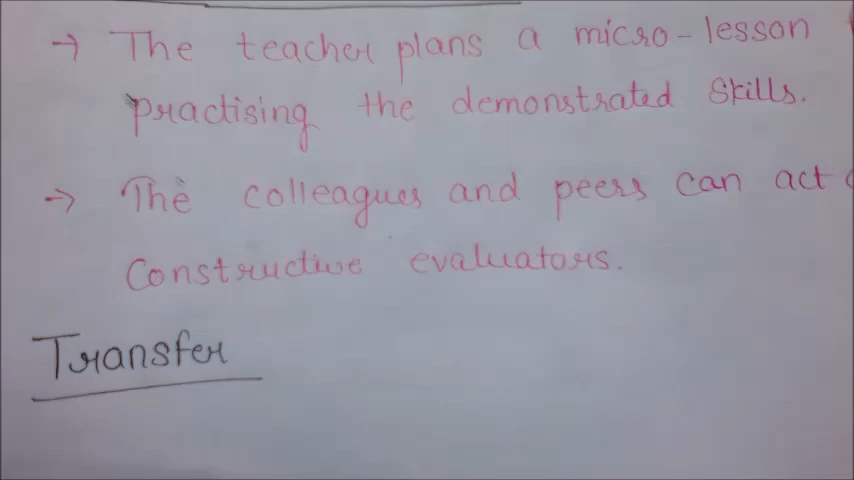 → The teacher plans a micro-lesson
practising the demonstrated skills.
→ The colleagues and peers can act
Constructive evaluators.
Transfer